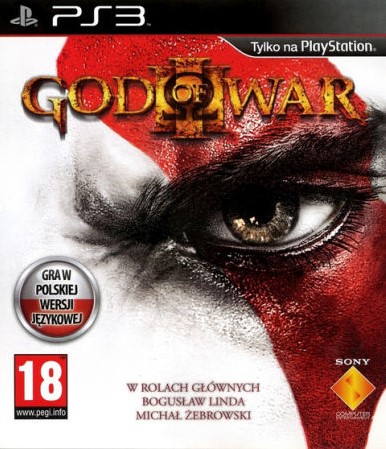 PS3
Tylko na PlayStation®
GOD OF WAR
III
GRA W
POLSKIEJ
WERSJI
JĘZYKOWEJ
18
www.pegi.info
W ROLACH GŁÓWNYCH
BOGUSŁAW LINDA
MICHAŁ ŻEBROWSKI
SONY
COMPUTER
ENTERTAINMENT